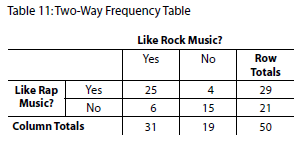 Table 11: Two-Way Frequency Table
Like Rock Music?
Yes No Row Totals
Like Rap Music? Yes 25 4 29
No 6 15 21
Column Totals 31 19 50